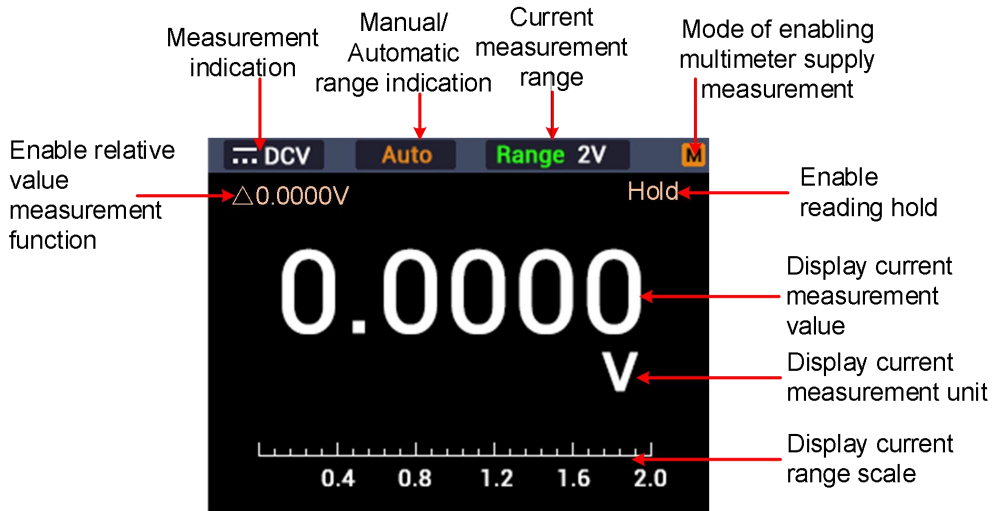 Measurement
indication
Manual/
Automatic
range indication
Current
measurement
range
Mode of enabling
multimeter supply
measurement
Enable relative
value
measurement
function
DCV
Auto
Range 2V
M
△0.0000V
Hold
Enable
reading hold
0.0000
V
Display current
measurement
value
Display current
measurement unit
Display current
range scale
0.4 0.8 1.2 1.6 2.0